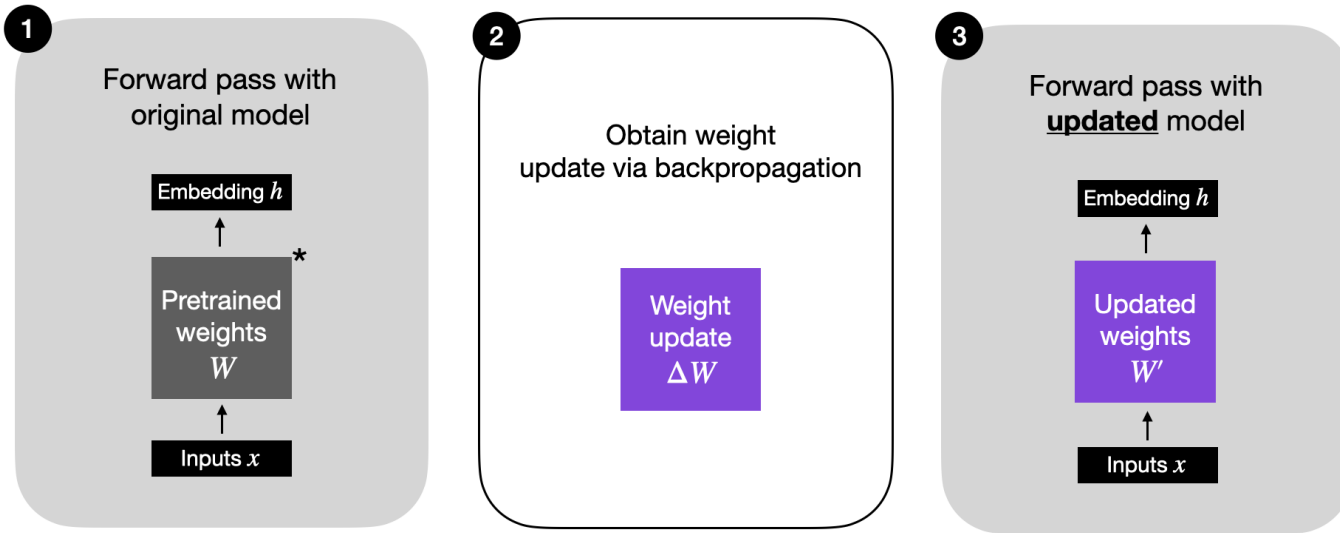 1
Forward pass with
original model
Embedding h
*
Pretrained
weights
W
Inputs x
2
Obtain weight
update via backpropagation
Weight
update
Δ W
3
Forward pass with
updated model
Embedding h
Updated
weights
W′
Inputs x